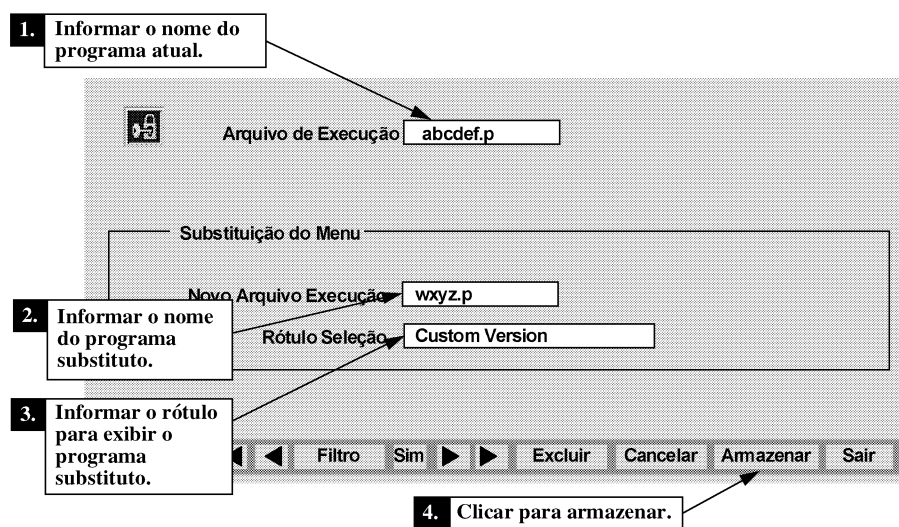 1. Informar o nome do
programa atual.
Arquivo de Execução abcdef.p
Substituição do Menu
Novo Arquivo Execução wxyz.p
2. Informar o nome
do programa
substituto.
Rótulo Seleção Custom Version
3. Informar o rótulo
para exibir o
programa
substituto.
Filtro Sim Excluir Cancelar Armazenar Sair
4. Clicar para armazenar.